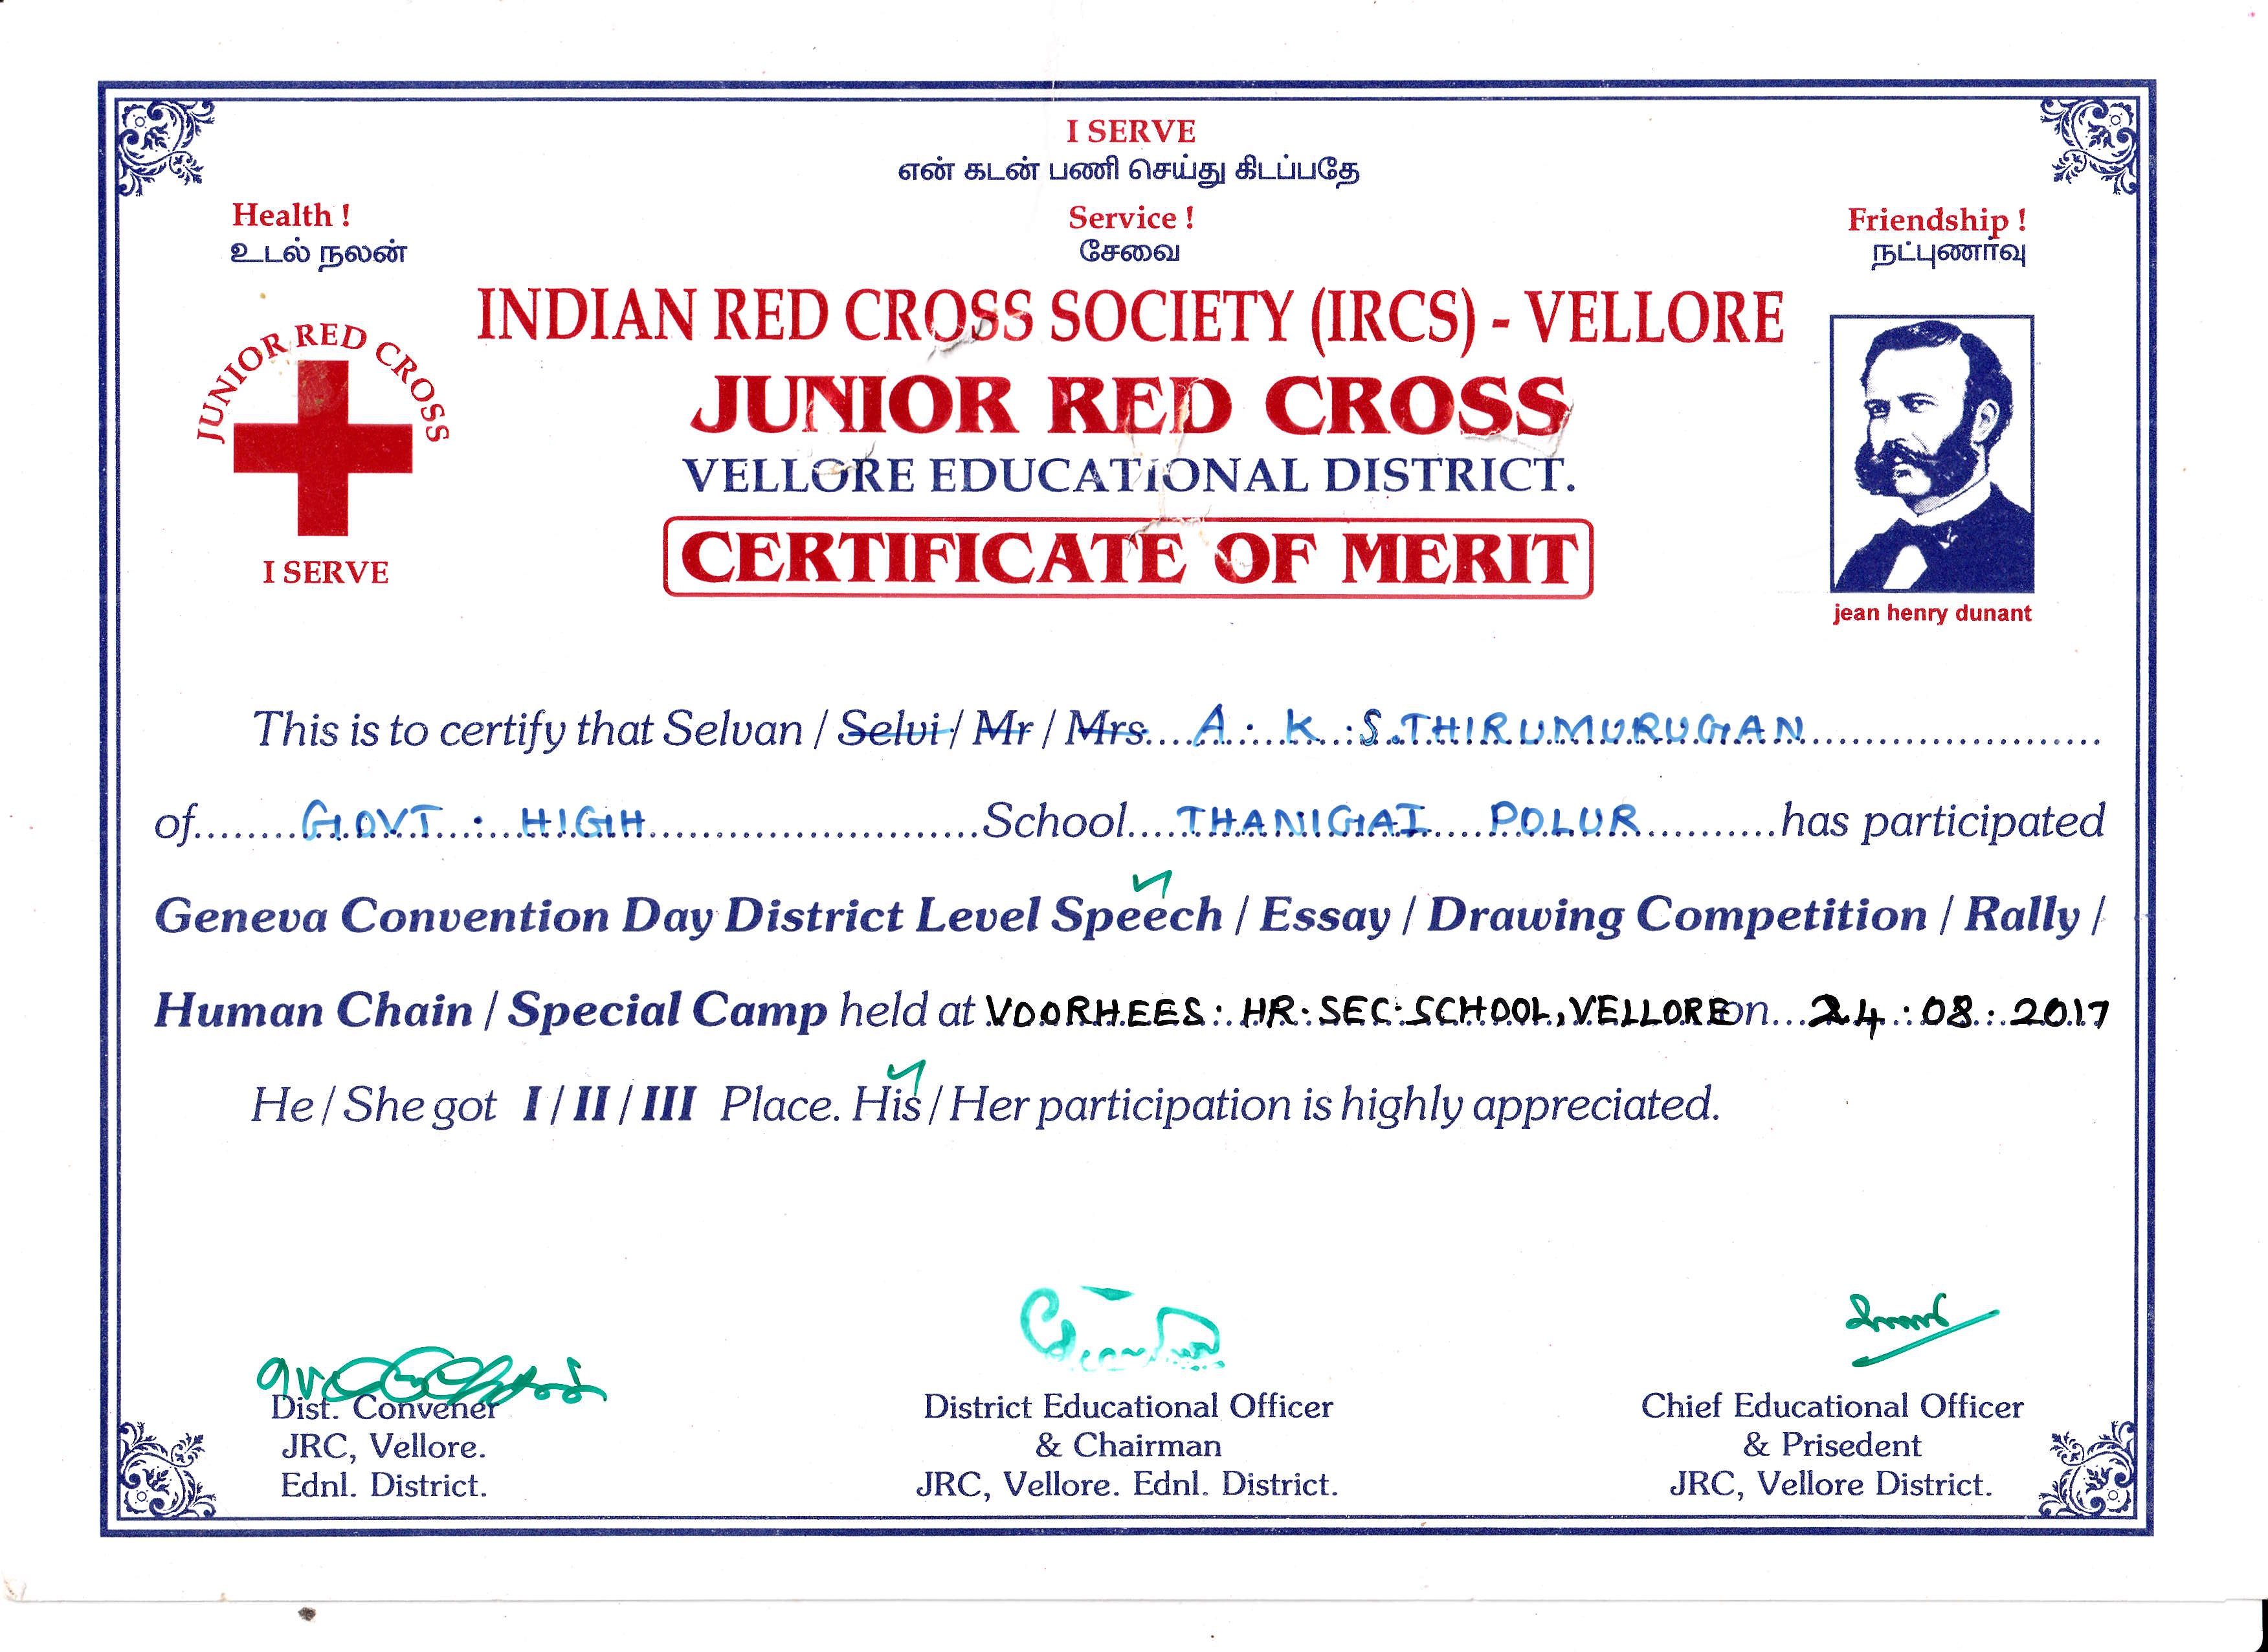 I SERVE
என் கடன் பணி செய்து கிடப்பதே
Health ! Service ! Friendship !
உடல் நலன் சேவை நட்புணர்வு
INDIAN RED CROSS SOCIETY (IRCS) - VELLORE
JUNIOR RED CROSS
JUNIOR RED CROSS
VELLORE EDUCATIONAL DISTRICT.
CERTIFICATE OF MERIT
I SERVE
jean henry dunant
This is to certify that Selvan / Selvi / Mr / Mrs.... A. K. S. THIRUMURUGAN
of........ GOVT. HIGH ........School.... THANIGAI POLUR ........has participated
Geneva Convention Day District Level Speech / Essay / Drawing Competition / Rally /
Human Chain / Special Camp held at VOORHEES. HR. SEC. SCHOOL, VELLORE on... 24.08.2017
He / She got I / II / III Place. His / Her participation is highly appreciated.
Dist. Convener District Educational Officer Chief Educational Officer
JRC, Vellore. & Chairman & Prisedent
Ednl. District. JRC, Vellore. Ednl. District. JRC, Vellore District.